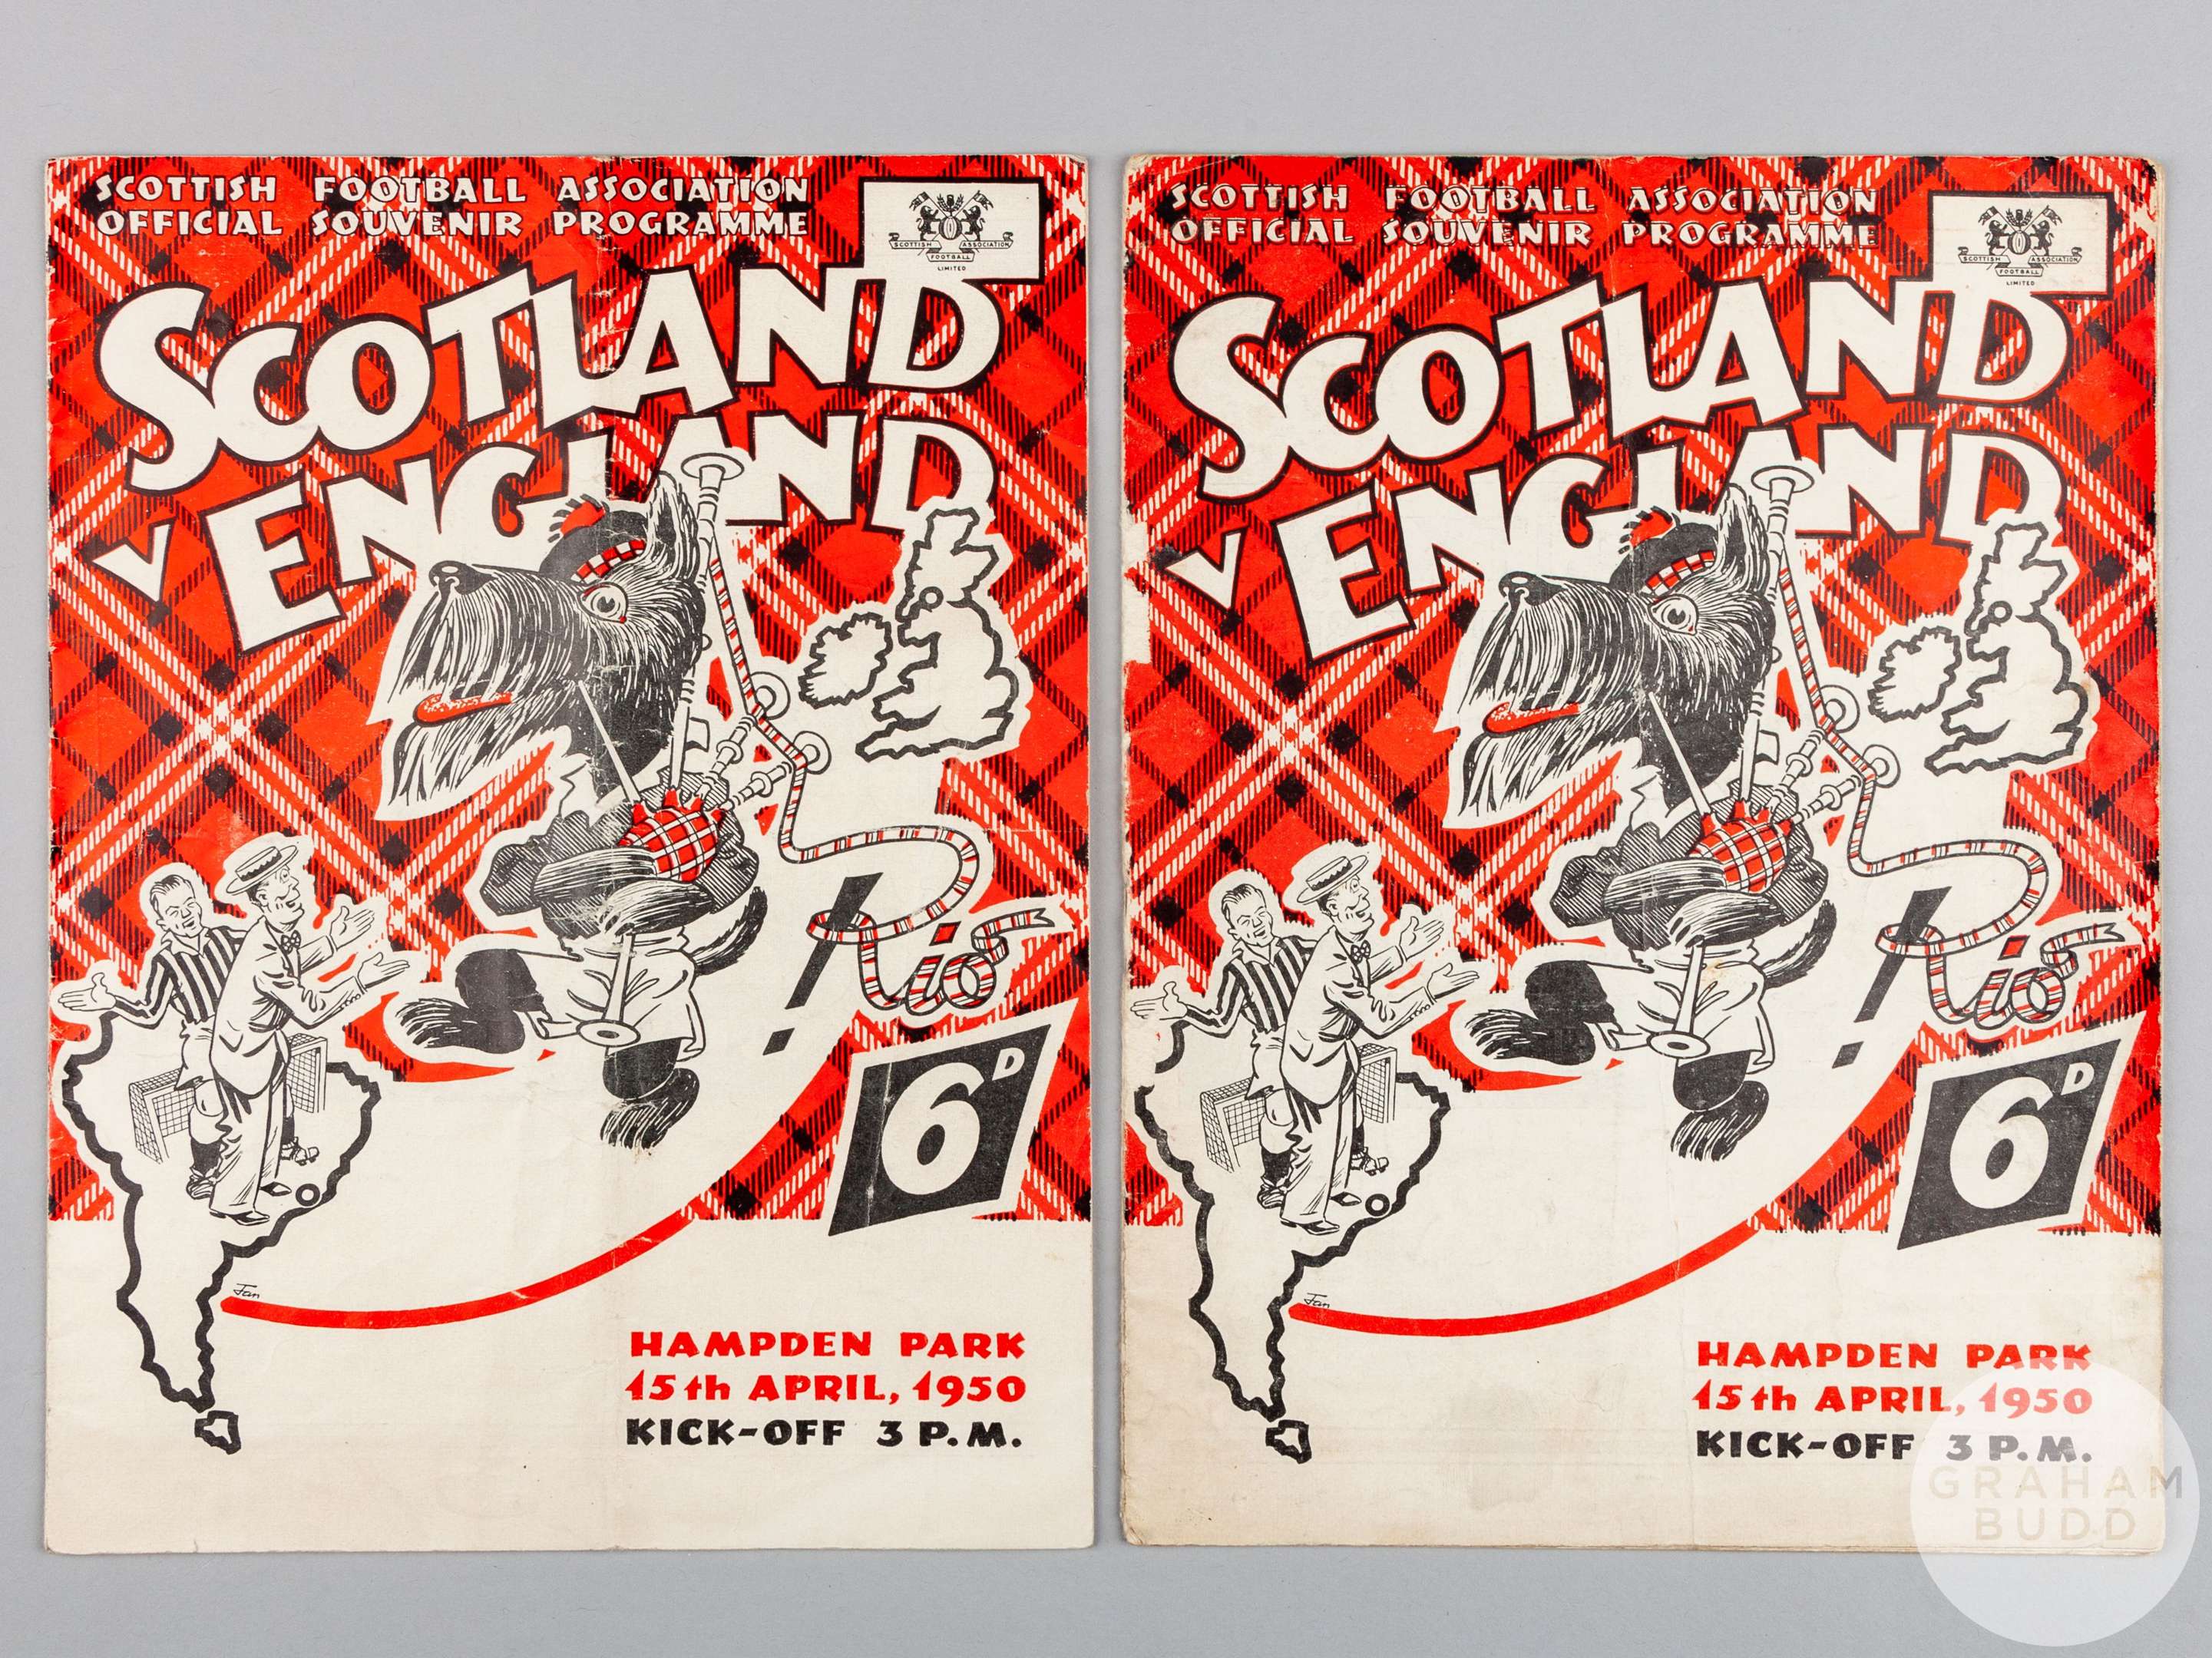 SCOTTISH FOOTBALL ASSOCIATION
OFFICIAL SOUVENIR PROGRAMME
SCOTTISH ASSOCIATION
FOOTBALL
LIMITED
SCOTLAND
v ENGLAND
! Rio
6D
Jan
HAMPDEN PARK
15th APRIL, 1950
KICK-OFF 3 P.M.
SCOTTISH FOOTBALL ASSOCIATION
OFFICIAL SOUVENIR PROGRAMME
SCOTTISH ASSOCIATION
FOOTBALL
LIMITED
SCOTLAND
v ENGLAND
! Rio
6D
Jan
HAMPDEN PARK
15th APRIL, 1950
KICK-OFF 3 P.M.
GRAHAM
BUDD